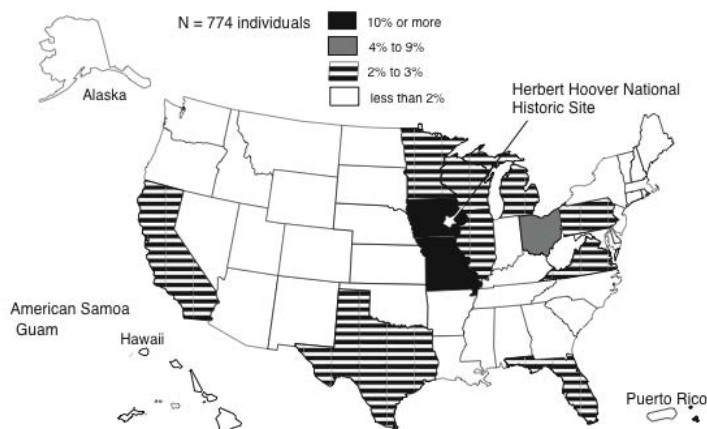 N = 774 individuals
10% or more
4% to 9%
2% to 3%
less than 2%
Alaska
Herbert Hoover National
Historic Site
American Samoa
Guam
Hawaii
Puerto Rico